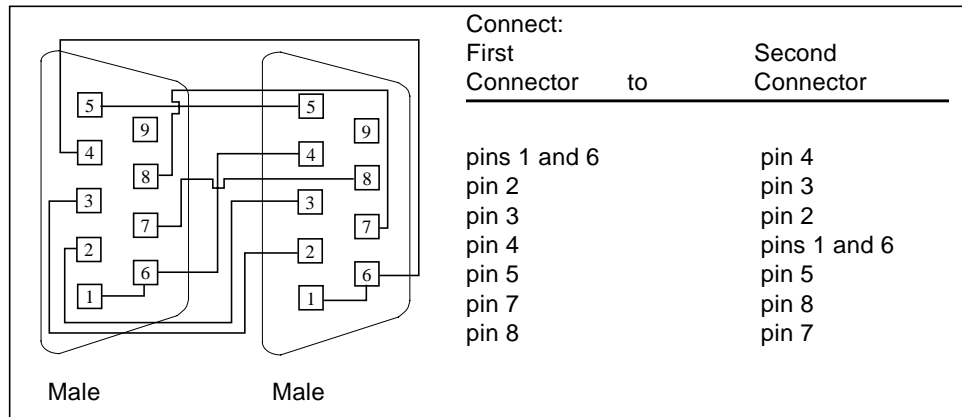 Connect:
First Second
Connector to Connector
pins 1 and 6 pin 4
pin 2 pin 3
pin 3 pin 2
pin 4 pins 1 and 6
pin 5 pin 5
pin 7 pin 8
pin 8 pin 7
5 5
9 9
4 4
8 8
3 3
7 7
2 2
6 6
1 1
Male Male